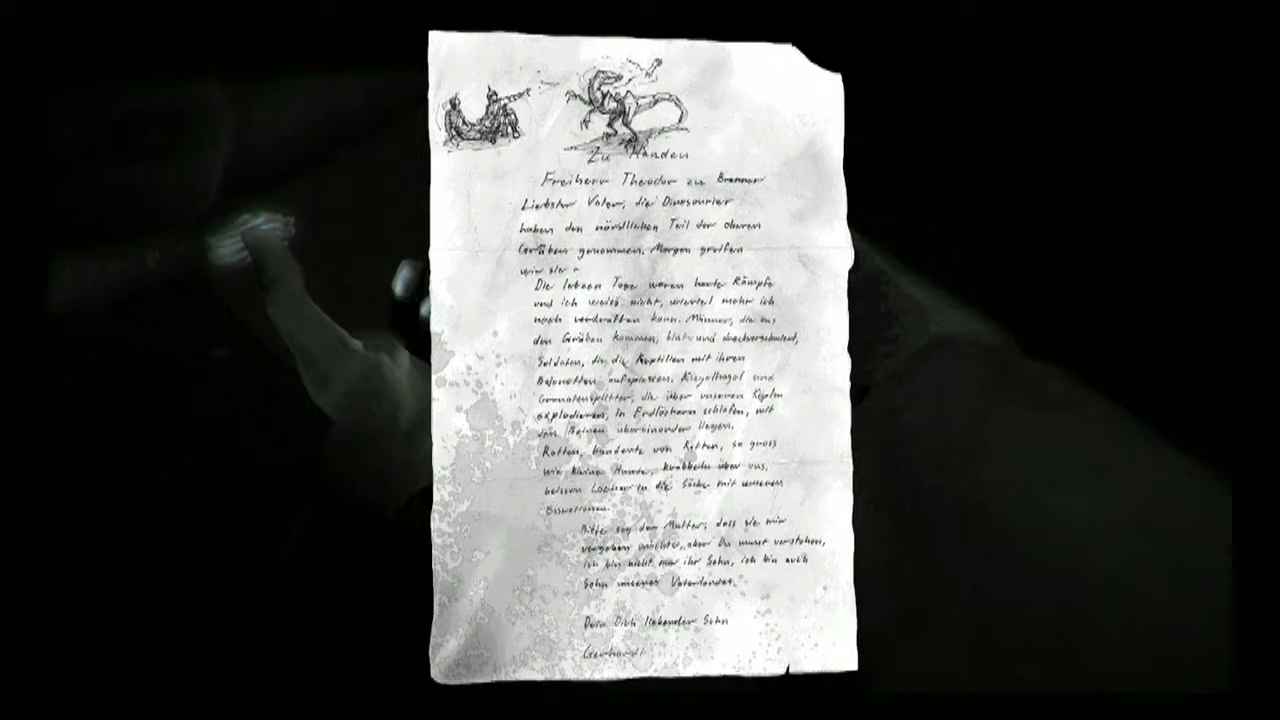 Zu Händen
Freiherr Theodor zu Brenner
Liebster Vater, die Dinosaurier
haben den nördlichen Teil der oberen
Gräben genommen. Morgen greifen
wir sie
Die letzen Tage waren harte Kämpfe
und ich weiss nicht, wieviel mehr ich
noch verkraften kann. Männer, die aus
den Gräben kommen, blut- und dreckverschmiert,
Soldaten, die die Reptilien mit ihren
Bajonetten aufspiessen. Kugelhagel und
Granatensplitter, die über unseren Köpfen
explodieren, in Erdlöchern schlafen, mit
den Beinen übereinander liegen.
Ratten, hunderte von Ratten, so gross
wie kleine Hunde, krabbeln über uns,
beissen Löcher in die Säcke mit unseren
Essrationen.
Bitte sag der Mutter, dass sie mir
vergeben möchte, aber Du musst verstehen,
ich bin nicht nur ihr Sohn, ich bin auch
Sohn unseres Vaterlandes.
Dein Dich liebender Sohn
Gerhardt